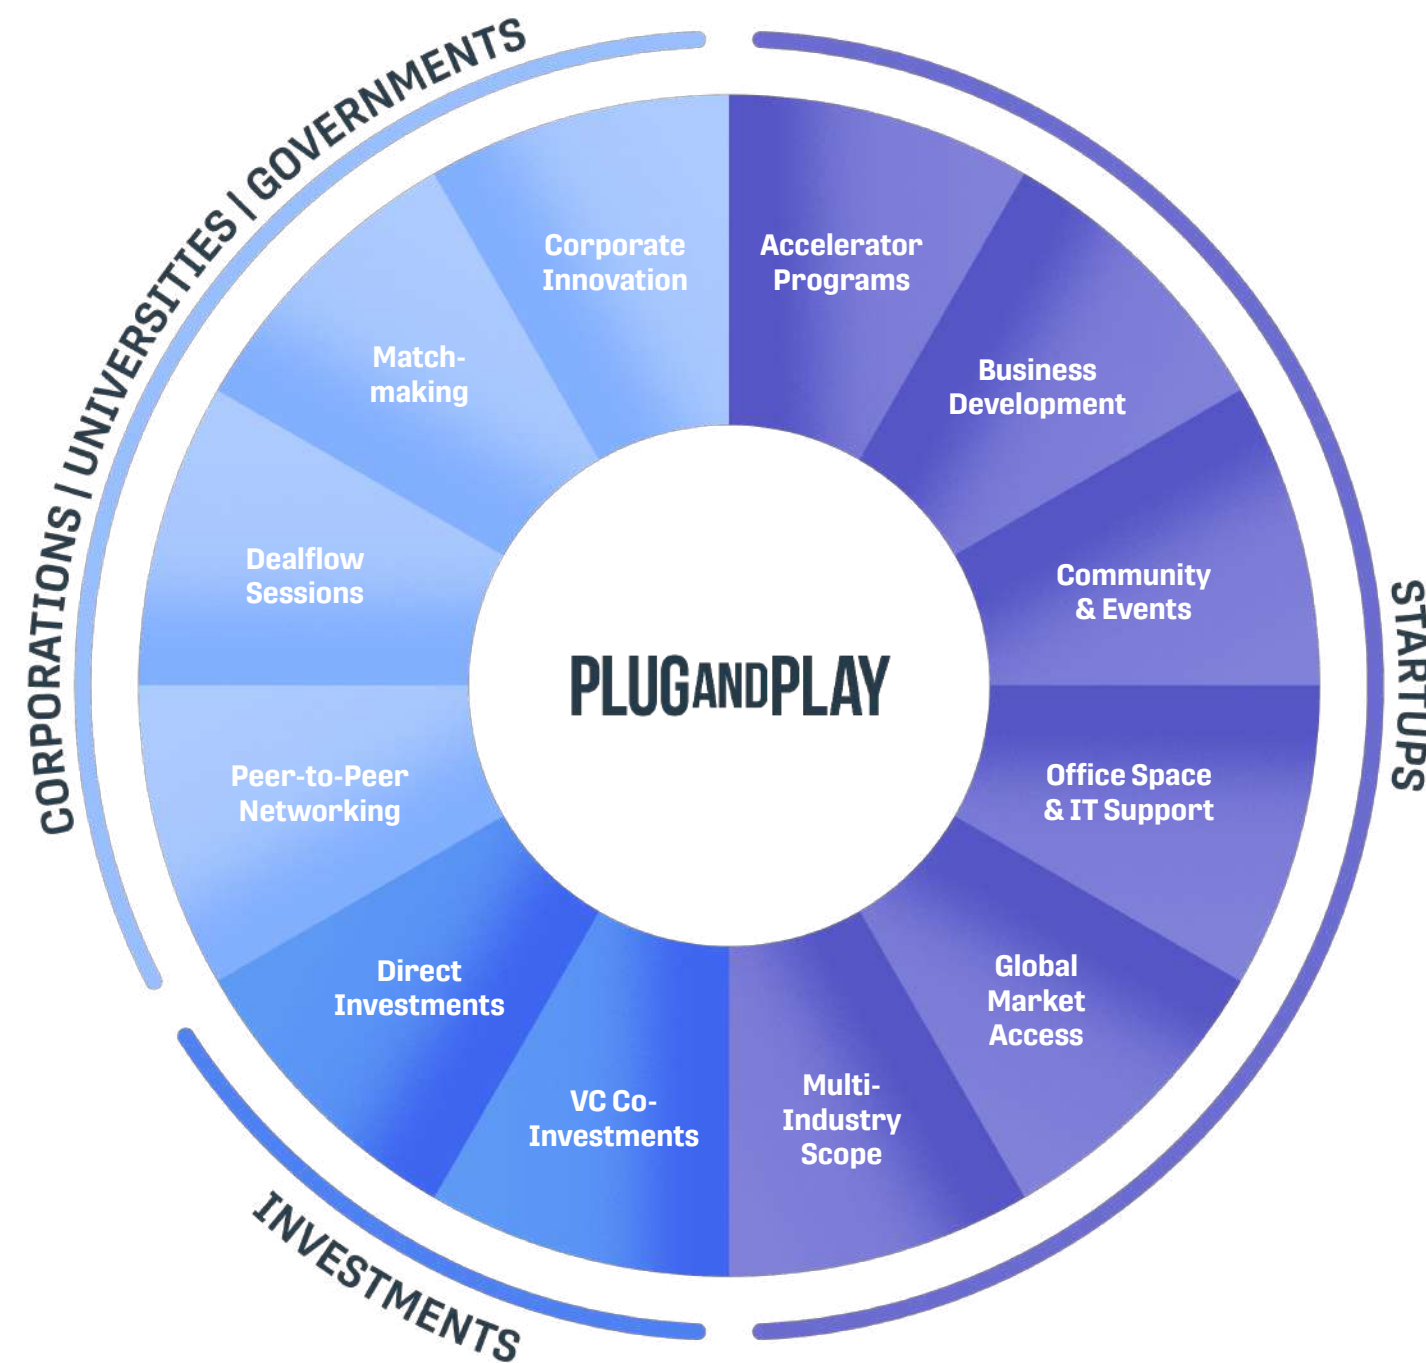 CORPORATIONS | UNIVERSITIES | GOVERNMENTS
Corporate
Innovation
Accelerator
Programs
Match-
making
Business
Development
Dealflow
Sessions
Community
& Events
PLUGANDPLAY
STARTUPS
Peer-to-Peer
Networking
Office Space
& IT Support
Direct
Investments
Global
Market
Access
VC Co-
Investments
Multi-
Industry
Scope
INVESTMENTS